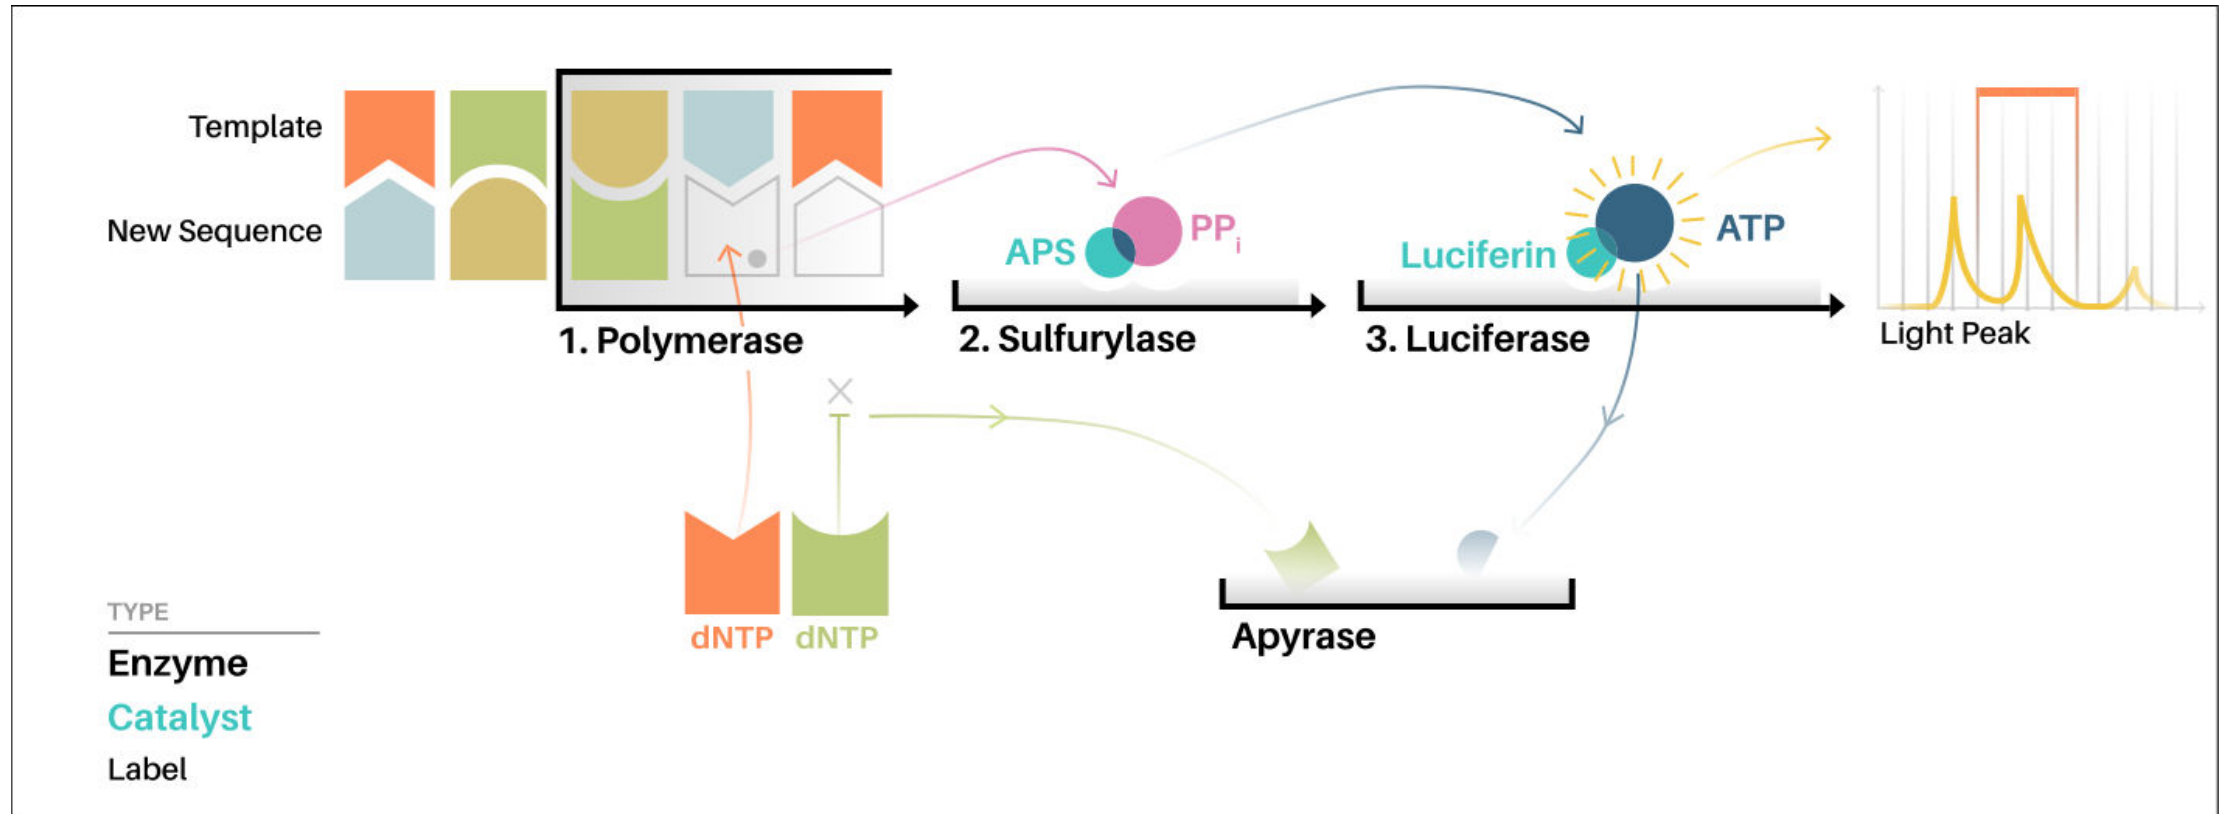 Template
New Sequence
1. Polymerase
APS
PPi
2. Sulfurylase
Luciferin
ATP
3. Luciferase
Light Peak
dNTP
dNTP
Apyrase
TYPE
Enzyme
Catalyst
Label